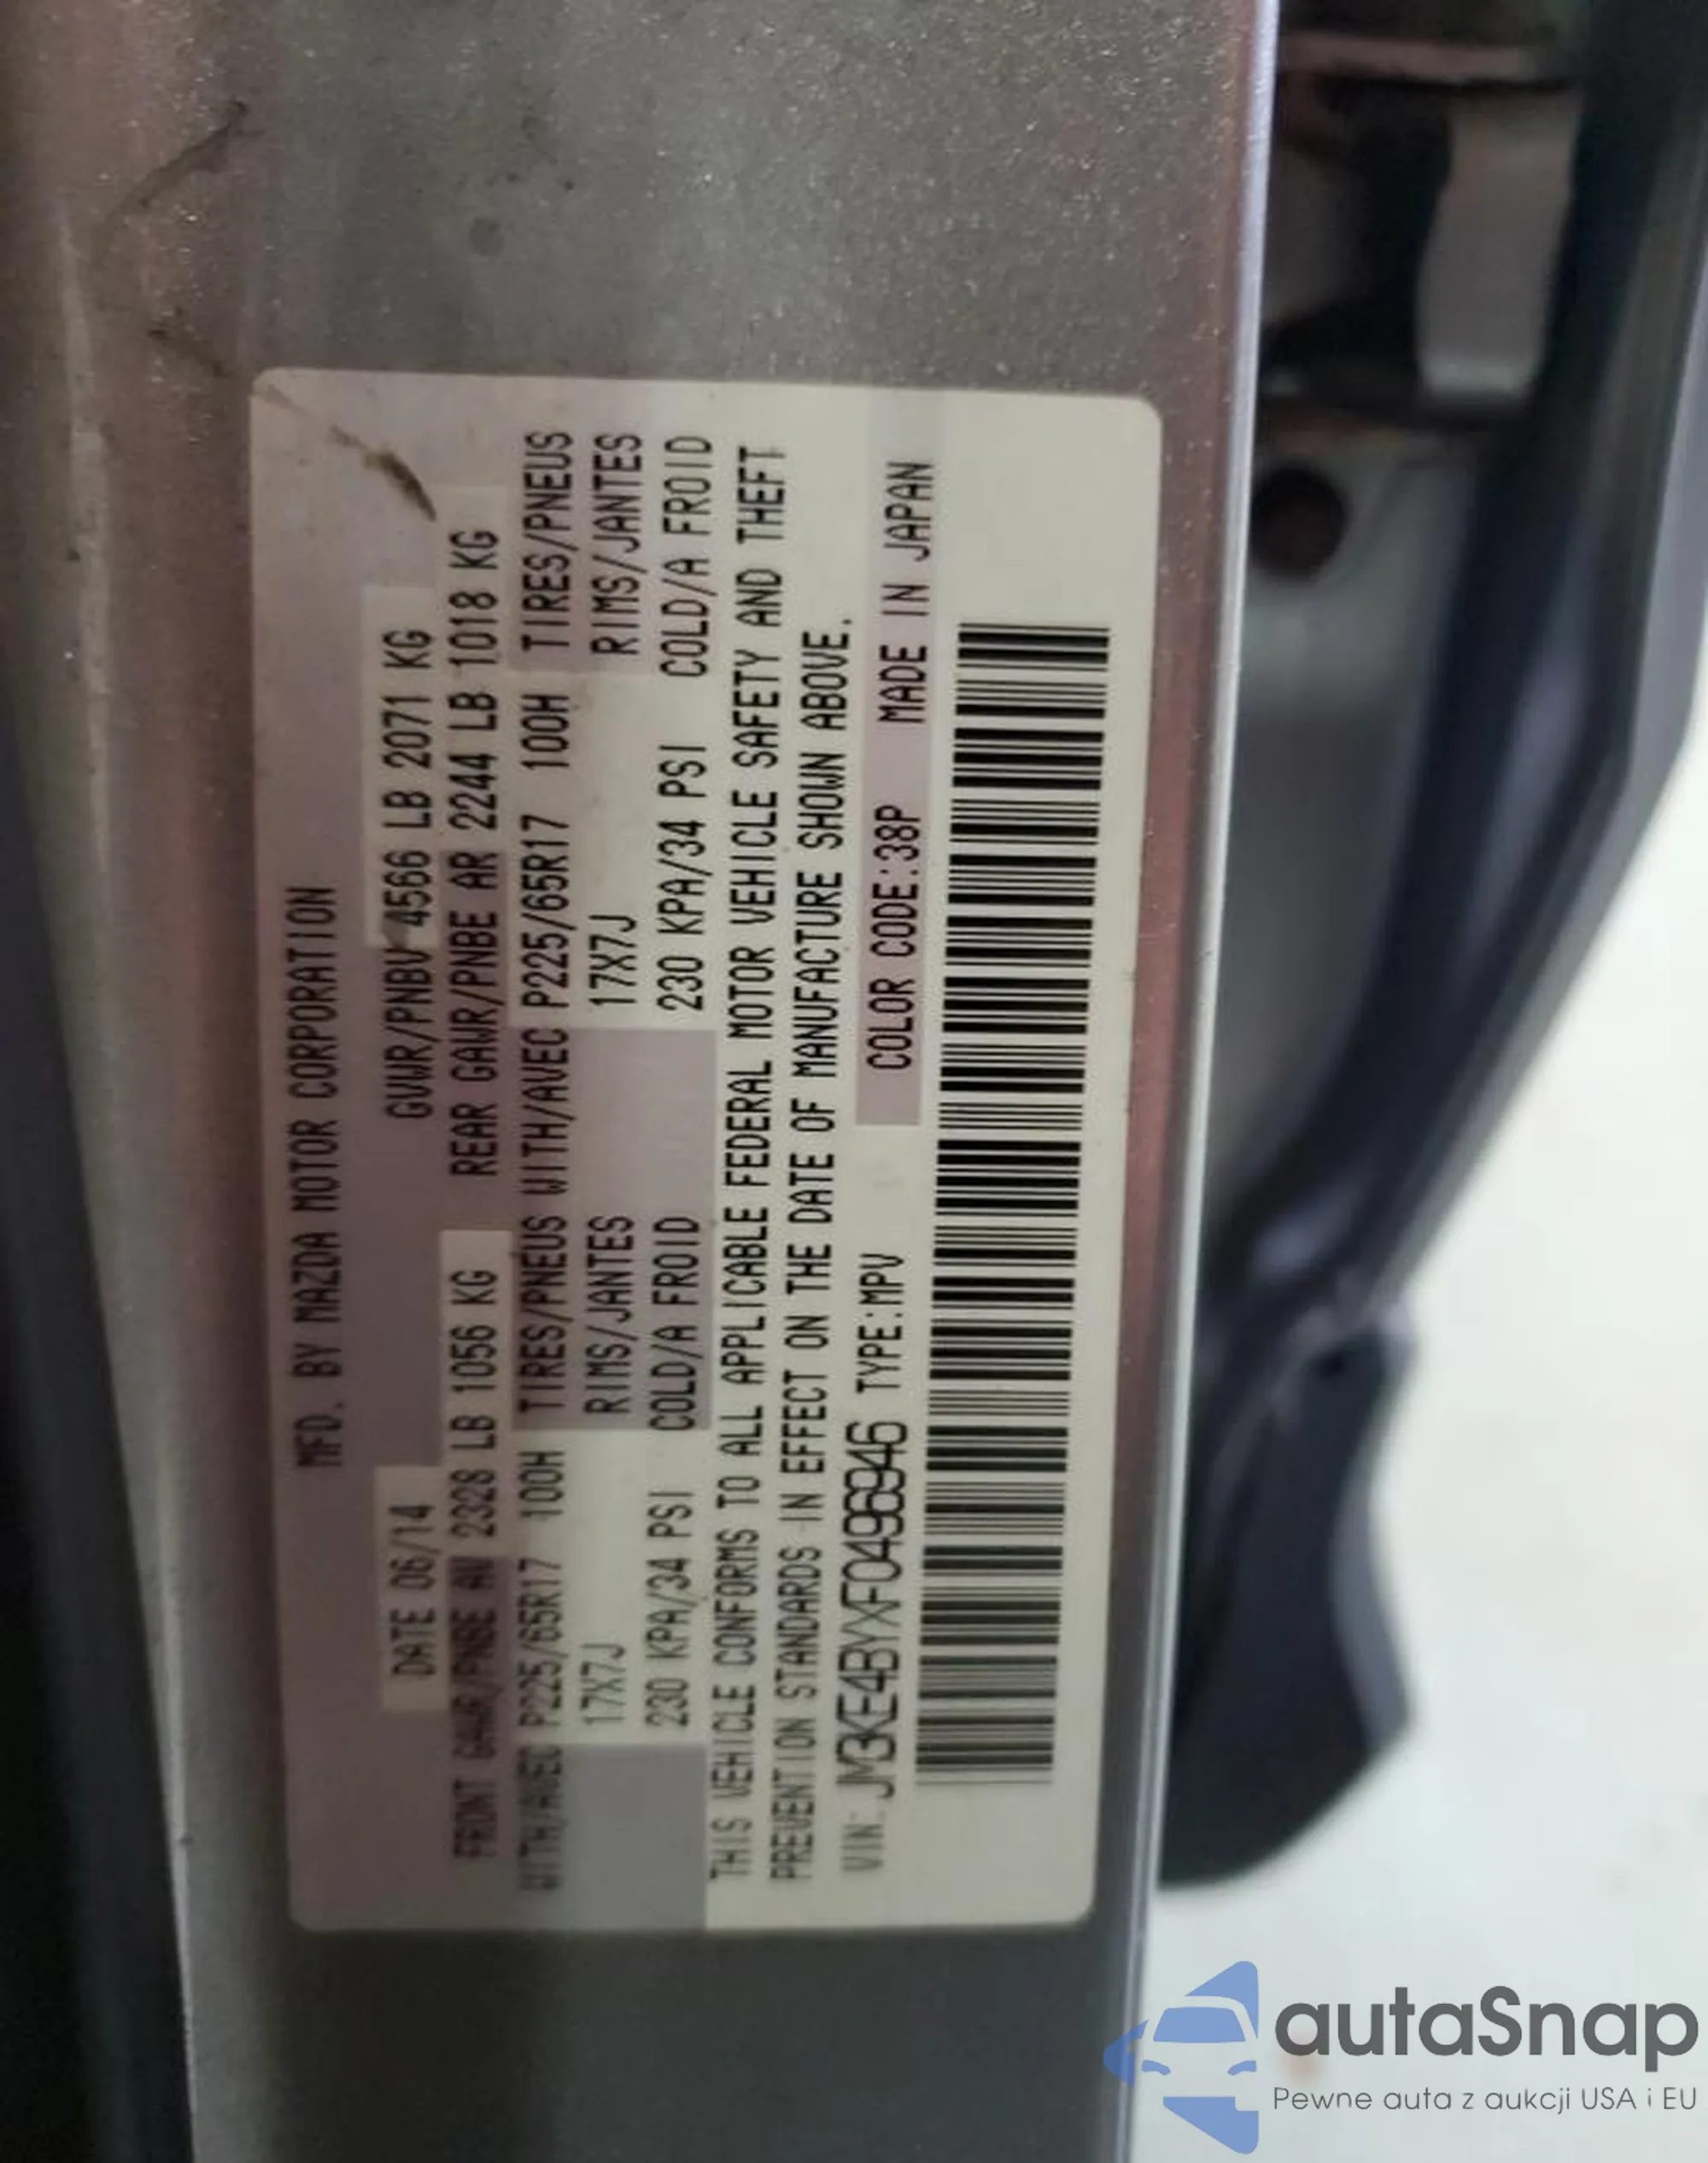 MFD. BY MAZDA MOTOR CORPORATION
DATE 06/14 GVWR/PNBV 4566 LB 2071 KG
FRONT GAWR/PNBE AV 2328 LB 1056 KG REAR GAWR/PNBE AR 2244 LB 1018 KG
WITH/AVEC P225/65R17 100H TIRES/PNEUS WITH/AVEC P225/65R17 100H TIRES/PNEUS
17X7J RIMS/JANTES 17X7J RIMS/JANTES
230 KPA/34 PSI COLD/A FROID 230 KPA/34 PSI COLD/A FROID
THIS VEHICLE CONFORMS TO ALL APPLICABLE FEDERAL MOTOR VEHICLE SAFETY AND THEFT
PREVENTION STANDARDS IN EFFECT ON THE DATE OF MANUFACTURE SHOWN ABOVE.
VIN: JM3KE4BYXF0496946 TYPE:MPV COLOR CODE:38P MADE IN JAPAN
autaSnap
Pewne auta z aukcji USA i EU